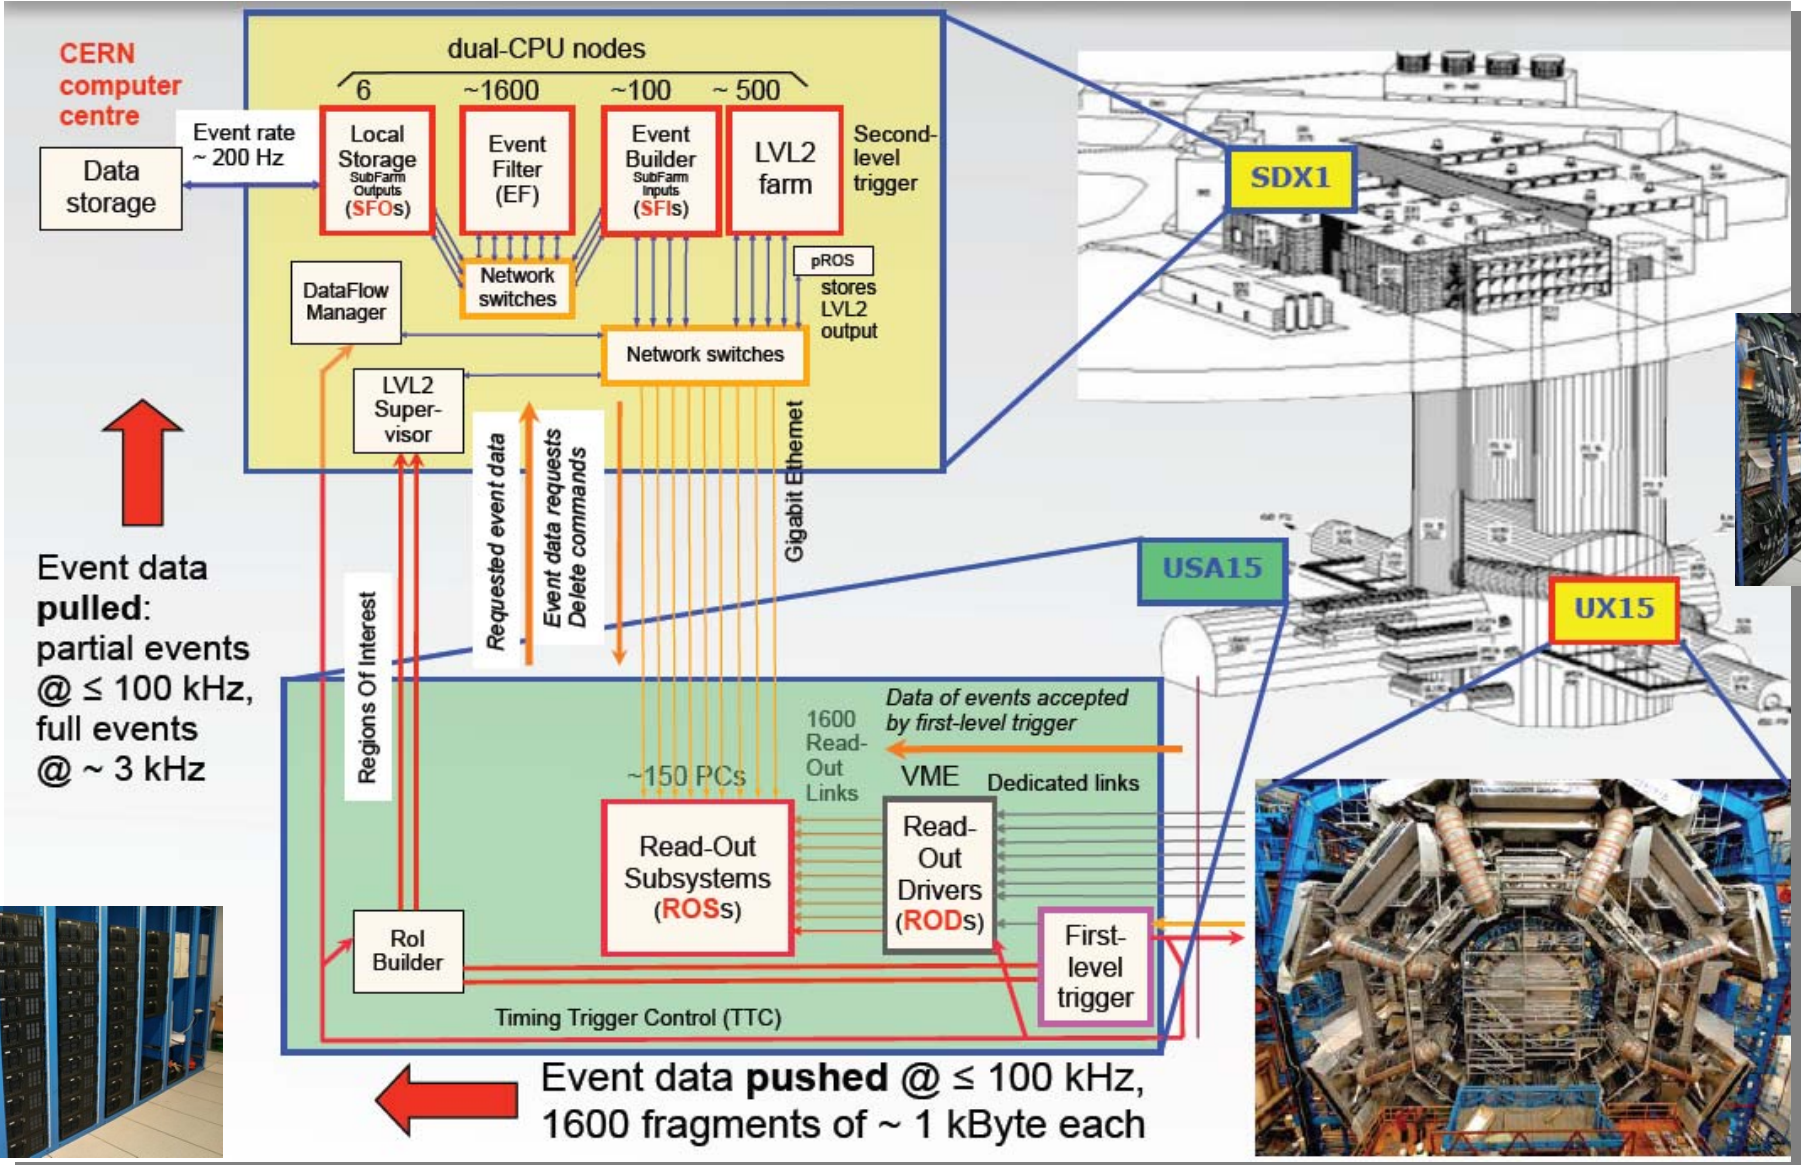 CERN
computer
centre
Data
storage
Event rate
~ 200 Hz
dual-CPU nodes
6
~1600
~100
~ 500
Local
Storage
SubFarm
Outputs
(SFOs)
Event
Filter
(EF)
Event
Builder
SubFarm
Inputs
(SFIs)
LVL2
farm
Second-
level
trigger
Network
switches
pROS
stores
LVL2
output
DataFlow
Manager
Network switches
LVL2
Super-
visor
SDX1
Requested event data
Event data requests
Delete commands
Gigabit Ethernet
Event data
pulled:
partial events
@ ≤ 100 kHz,
full events
@ ~ 3 kHz
Regions Of Interest
USA15
UX15
Data of events accepted
by first-level trigger
1600
Read-
Out
Links
~150 PCs
VME
Dedicated links
Read-Out
Subsystems
(ROSs)
Read-
Out
Drivers
(RODs)
First-
level
trigger
RoI
Builder
Timing Trigger Control (TTC)
Event data pushed @ ≤ 100 kHz,
1600 fragments of ~ 1 kByte each